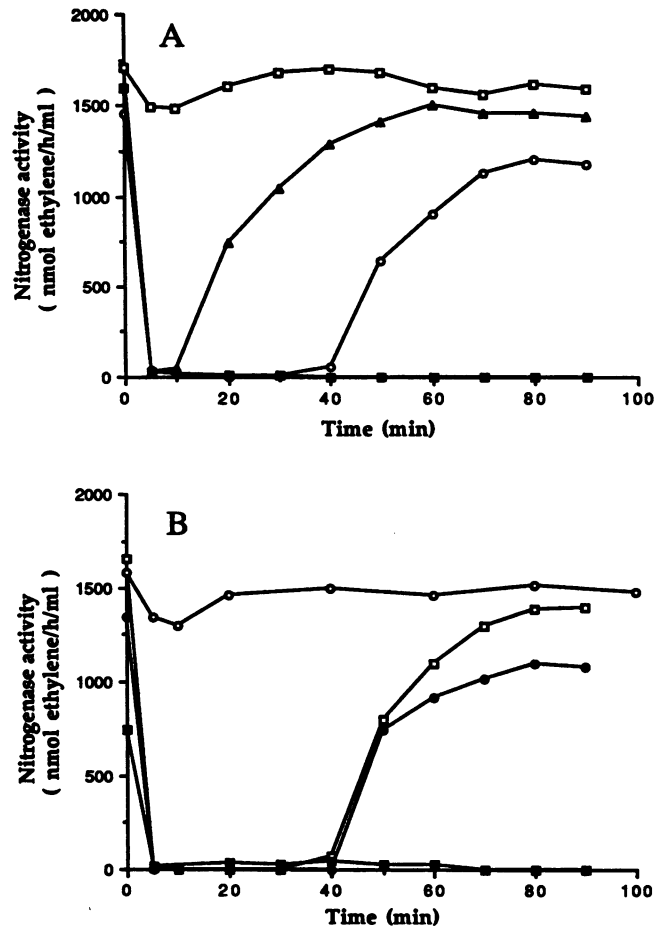 A
2000
1500
1000
500
0
Nitrogenase activity
( nmol ethylene/h/ml )
0 20 40 60 80 100
Time (min)
B
2000
1500
1000
500
0
Nitrogenase activity
( nmol ethylene/h/ml )
0 20 40 60 80 100
Time (min)